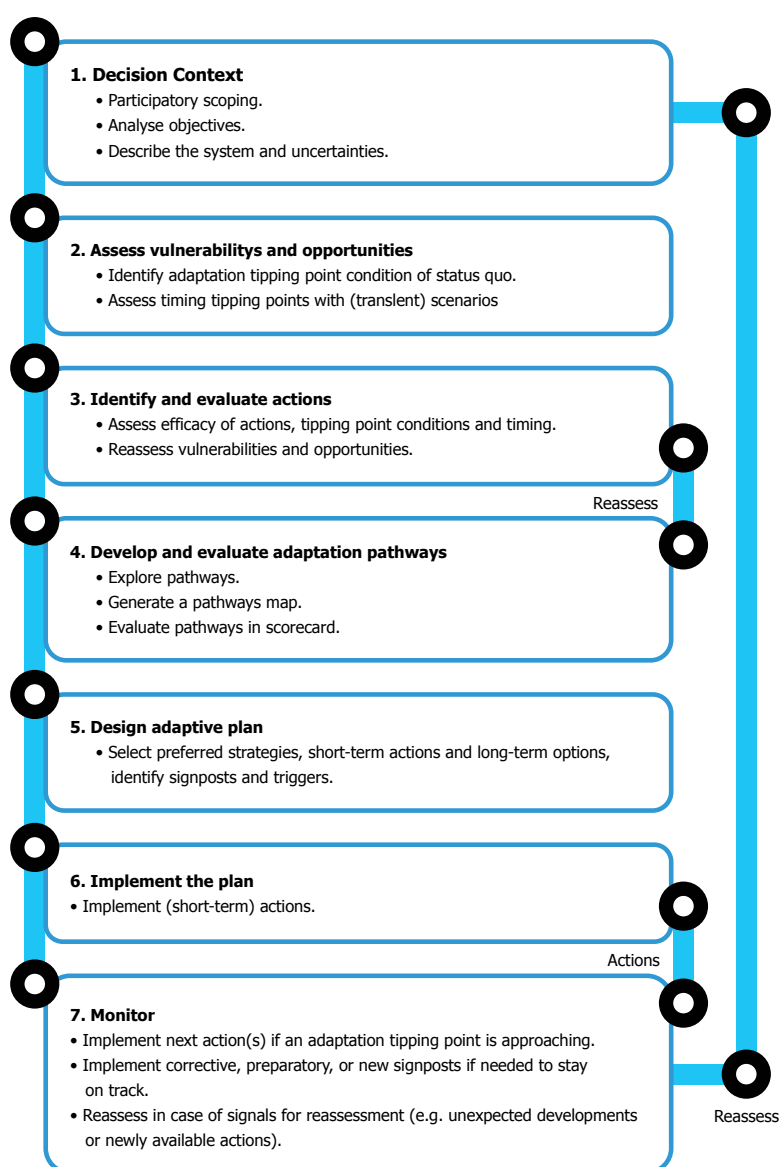 1. Decision Context
• Participatory scoping.
• Analyse objectives.
• Describe the system and uncertainties.
2. Assess vulnerabilitys and opportunities
• Identify adaptation tipping point condition of status quo.
• Assess timing tipping points with (translent) scenarios
3. Identify and evaluate actions
• Assess efficacy of actions, tipping point conditions and timing.
• Reassess vulnerabilities and opportunities.
Reassess
4. Develop and evaluate adaptation pathways
• Explore pathways.
• Generate a pathways map.
• Evaluate pathways in scorecard.
5. Design adaptive plan
• Select preferred strategies, short-term actions and long-term options,
identify signposts and triggers.
6. Implement the plan
• Implement (short-term) actions.
Actions
7. Monitor
• Implement next action(s) if an adaptation tipping point is approaching.
• Implement corrective, preparatory, or new signposts if needed to stay
on track.
• Reassess in case of signals for reassessment (e.g. unexpected developments
or newly available actions).
Reassess